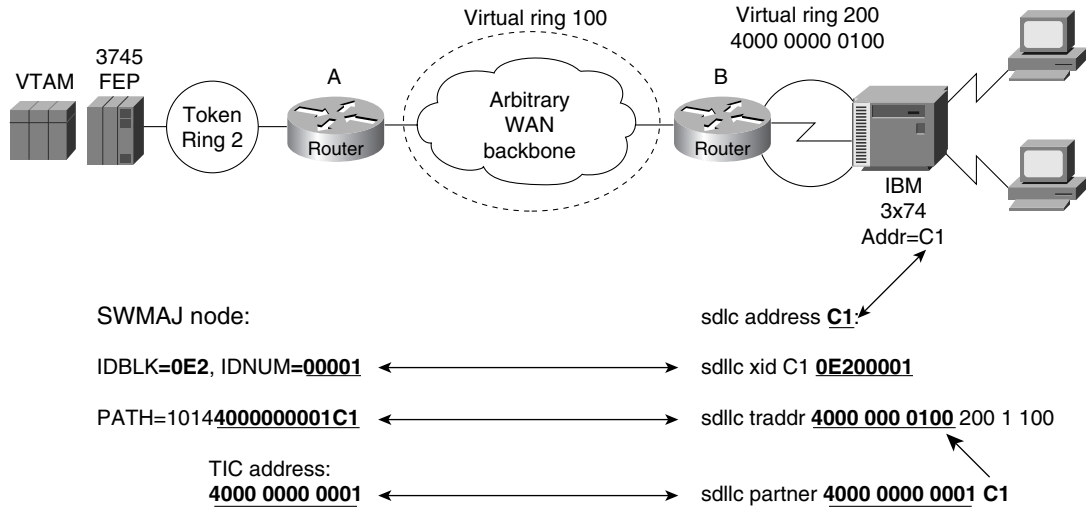 Virtual ring 100
Virtual ring 200
4000 0000 0100
VTAM
3745
FEP
Token
Ring 2
A
Router
Arbitrary
WAN
backbone
B
Router
IBM
3x74
Addr=C1
SWMAJ node:
sdlc address C1:
IDBLK=0E2, IDNUM=00001
sdllc xid C1 0E200001
PATH=10144000000001C1
sdllc traddr 4000 000 0100 200 1 100
TIC address:
4000 0000 0001
sdllc partner 4000 0000 0001 C1